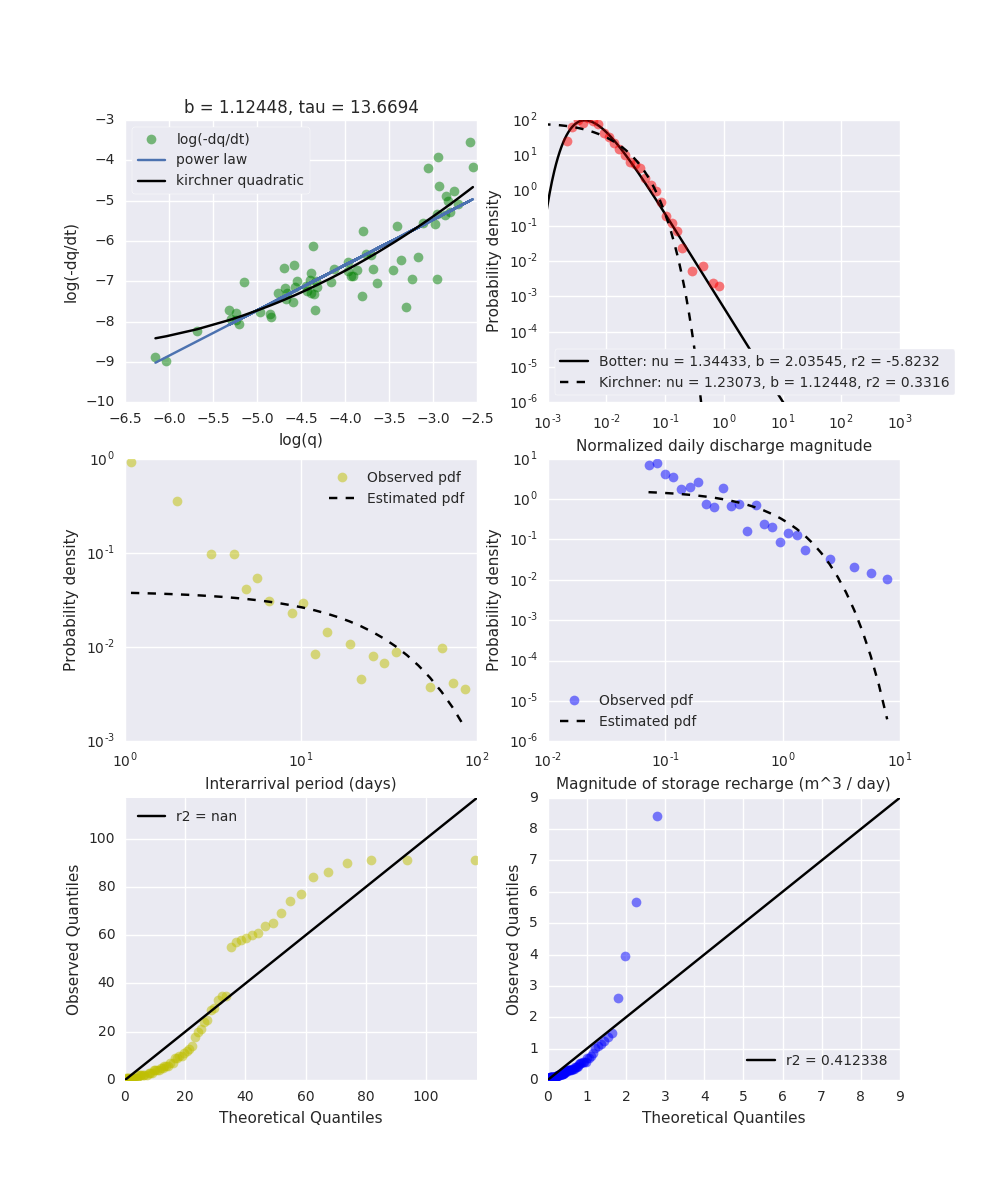 b = 1.12448, tau = 13.6694
−3
−4
−5
−6
−7
−8
−9
−10
log(-dq/dt)
log(-dq/dt)
power law
kirchner quadratic
−6.5 −6.0 −5.5 −5.0 −4.5 −4.0 −3.5 −3.0 −2.5
log(q)
10^2
10^1
10^0
10^-1
10^-2
10^-3
10^-4
10^-5
10^-6
Probability density
Botter: nu = 1.34433, b = 2.03545, r2 = -5.8232
Kirchner: nu = 1.23073, b = 1.12448, r2 = 0.3316
10^-3 10^-2 10^-1 10^0 10^1 10^2 10^3
Normalized daily discharge magnitude
10^0
10^-1
10^-2
10^-3
Probability density
Observed pdf
Estimated pdf
10^0 10^1 10^2
Interarrival period (days)
10^1
10^0
10^-1
10^-2
10^-3
10^-4
10^-5
10^-6
Probability density
Observed pdf
Estimated pdf
10^-2 10^-1 10^0 10^1
Magnitude of storage recharge (m^3 / day)
100
80
60
40
20
0
Observed Quantiles
r2 = nan
0 20 40 60 80 100
Theoretical Quantiles
9
8
7
6
5
4
3
2
1
0
Observed Quantiles
r2 = 0.412338
0 1 2 3 4 5 6 7 8 9
Theoretical Quantiles